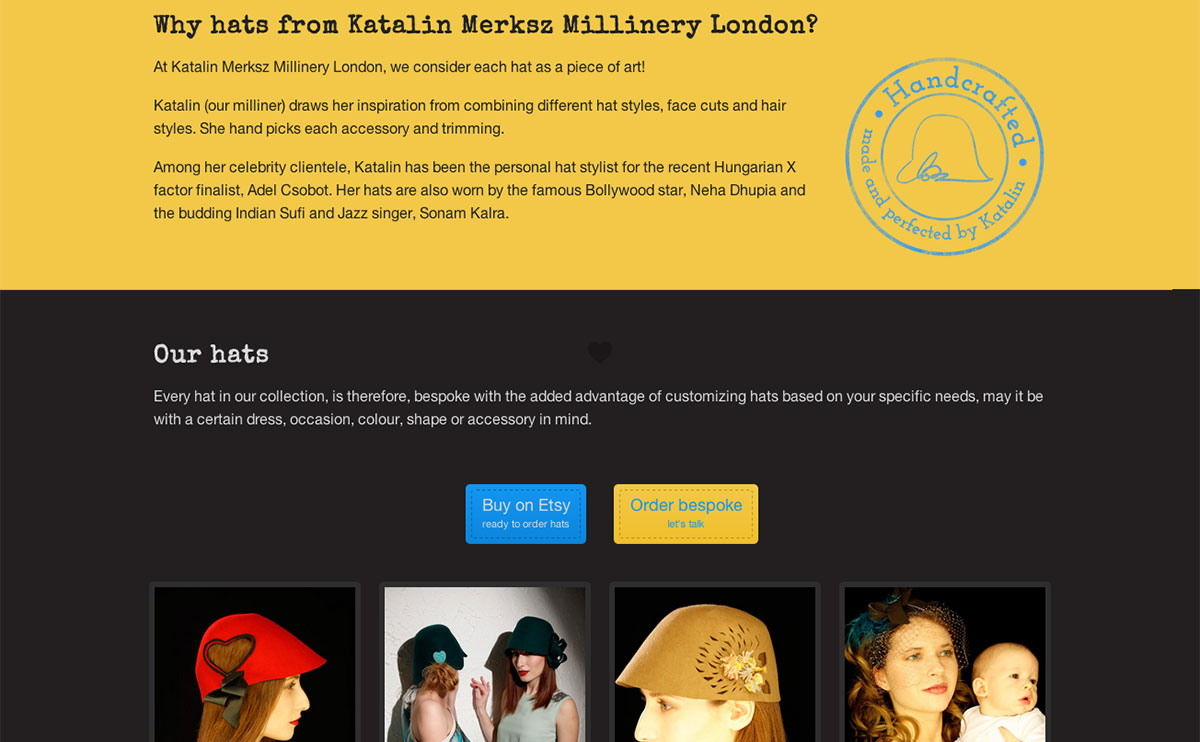 Why hats from Katalin Merksz Millinery London?
At Katalin Merksz Millinery London, we consider each hat as a piece of art!
Katalin (our milliner) draws her inspiration from combining different hat styles, face cuts and hair
styles. She hand picks each accessory and trimming.
Among her celebrity clientele, Katalin has been the personal hat stylist for the recent Hungarian X
factor finalist, Adel Csobot. Her hats are also worn by the famous Bollywood star, Neha Dhupia and
the budding Indian Sufi and Jazz singer, Sonam Kalra.
• Handcrafted •
made and perfected by Katalin
Our hats
Every hat in our collection, is therefore, bespoke with the added advantage of customizing hats based on your specific needs, may it be
with a certain dress, occasion, colour, shape or accessory in mind.
Buy on Etsy
ready to order hats
Order bespoke
let's talk